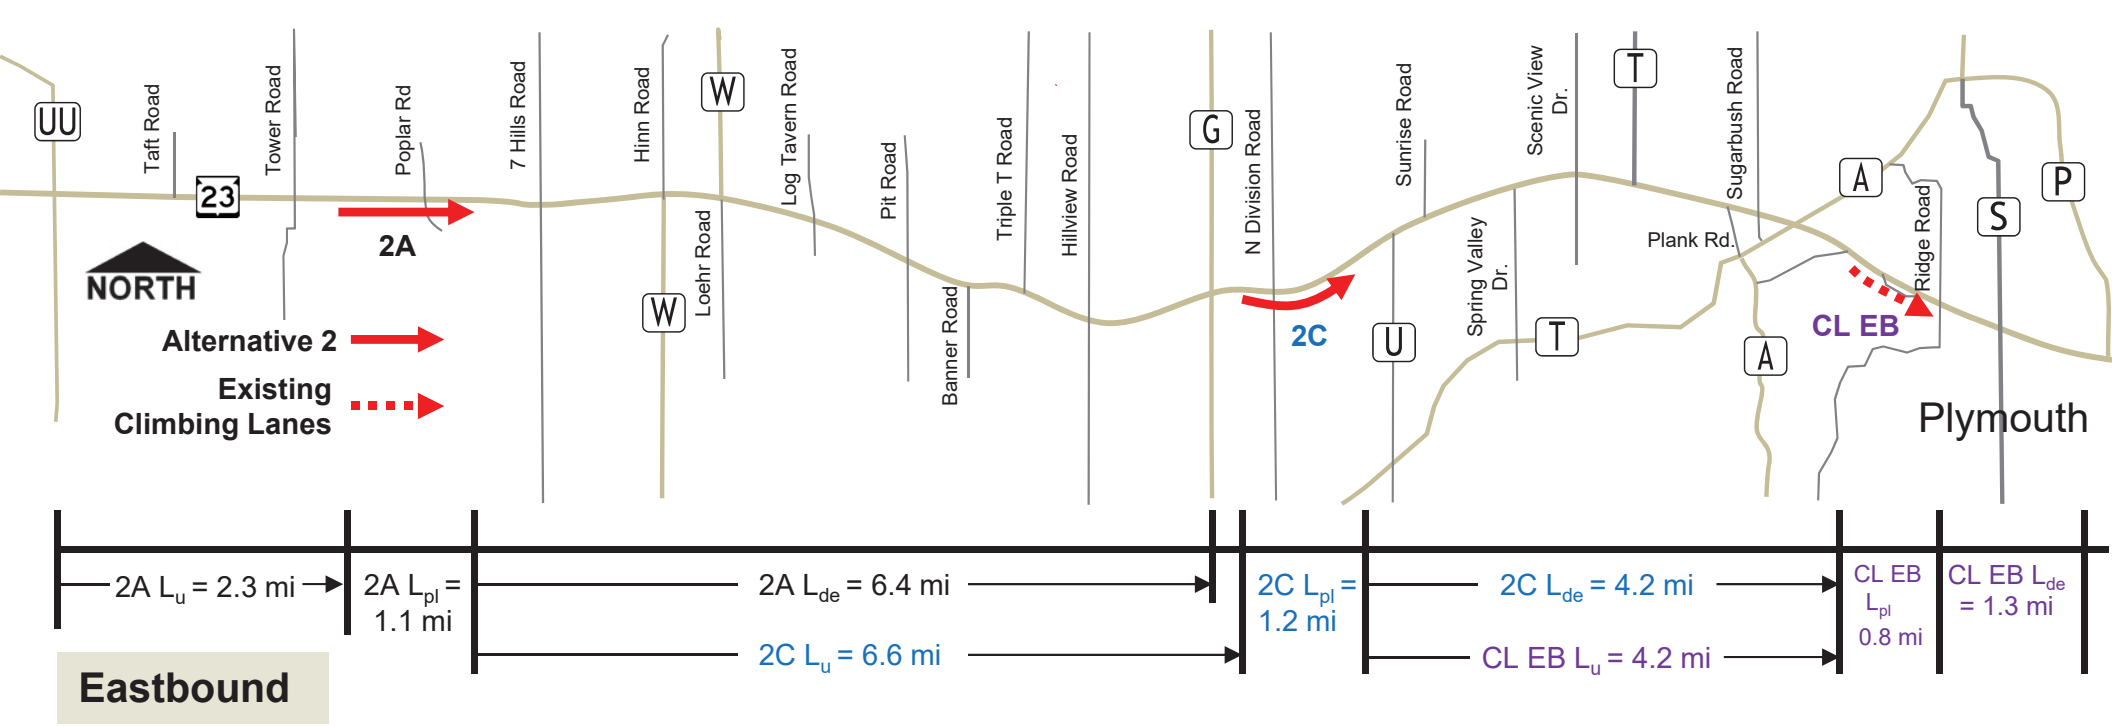 UU
Taft Road
23
Tower Road
Poplar Rd
7 Hills Road
Hinn Road
W
W
Loehr Road
Log Tavern Road
Pit Road
Banner Road
Triple T Road
Hillview Road
G
N Division Road
Sunrise Road
U
Spring Valley
Dr.
Scenic View
Dr.
T
T
Sugarbush Road
Plank Rd.
A
A
Ridge Road
S
P
Plymouth
2A
2C
CL EB
NORTH
Alternative 2
Existing
Climbing Lanes
2A Lu = 2.3 mi
2A Lpl =
1.1 mi
2A Lde = 6.4 mi
2C Lu = 6.6 mi
2C Lpl =
1.2 mi
2C Lde = 4.2 mi
CL EB Lu = 4.2 mi
CL EB
Lpl
0.8 mi
CL EB Lde
= 1.3 mi
Eastbound